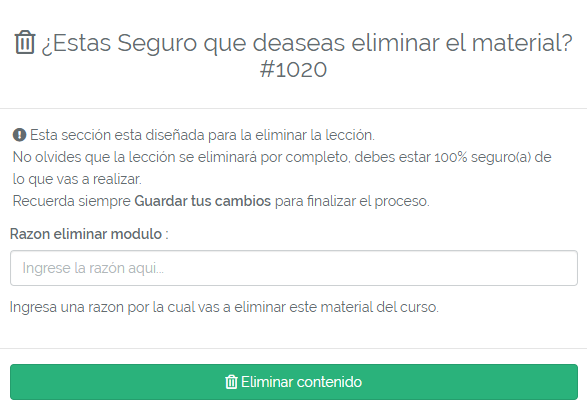 ¿Estas Seguro que deaseas eliminar el material?
#1020
Esta sección esta diseñada para la eliminar la lección.
No olvides que la lección se eliminará por completo, debes estar 100% seguro(a) de
lo que vas a realizar.
Recuerda siempre Guardar tus cambios para finalizar el proceso.
Razon eliminar modulo :
Ingrese la razón aqui...
Ingresa una razon por la cual vas a eliminar este material del curso.
Eliminar contenido